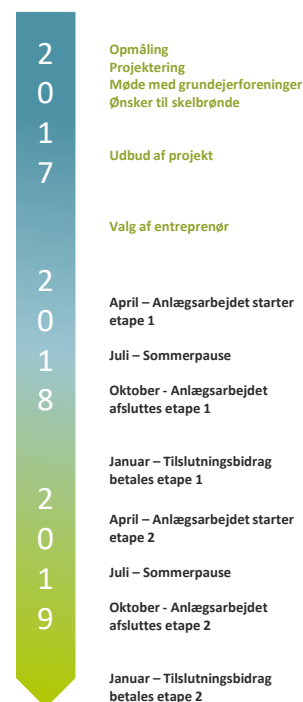 2
0
1
7
Opmåling
Projektering
Møde med grundejerforeninger
Ønsker til skelbrønde
Udbud af projekt
Valg af entreprenør
2
0
1
8
April – Anlægsarbejdet starter
etape 1
Juli – Sommerpause
Oktober - Anlægsarbejdet
afsluttes etape 1
Januar – Tilslutningsbidrag
betales etape 1
2
0
1
9
April – Anlægsarbejdet starter
etape 2
Juli – Sommerpause
Oktober - Anlægsarbejdet
afsluttes etape 2
Januar – Tilslutningsbidrag
betales etape 2